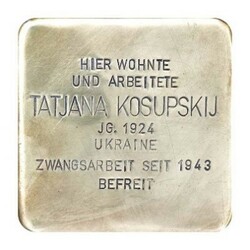 HIER WOHNTE
UND ARBEITETE
TATJANA KOSUPSKIJ
JG. 1924
UKRAINE
ZWANGSARBEIT SEIT 1943
BEFREIT